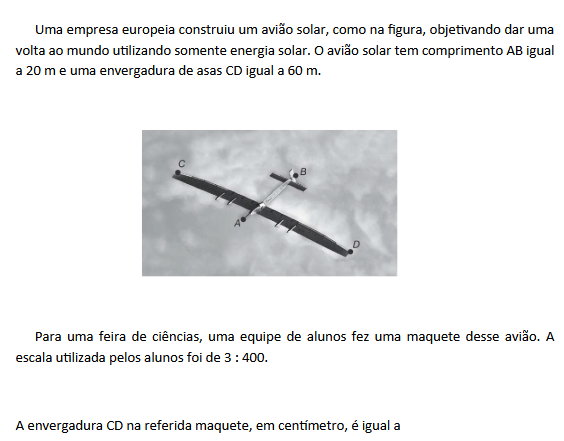 Uma empresa europeia construiu um avião solar, como na figura, objetivando dar uma
volta ao mundo utilizando somente energia solar. O avião solar tem comprimento AB igual
a 20 m e uma envergadura de asas CD igual a 60 m.
C
B
A
D
Para uma feira de ciências, uma equipe de alunos fez uma maquete desse avião. A
escala utilizada pelos alunos foi de 3 : 400.
A envergadura CD na referida maquete, em centímetro, é igual a